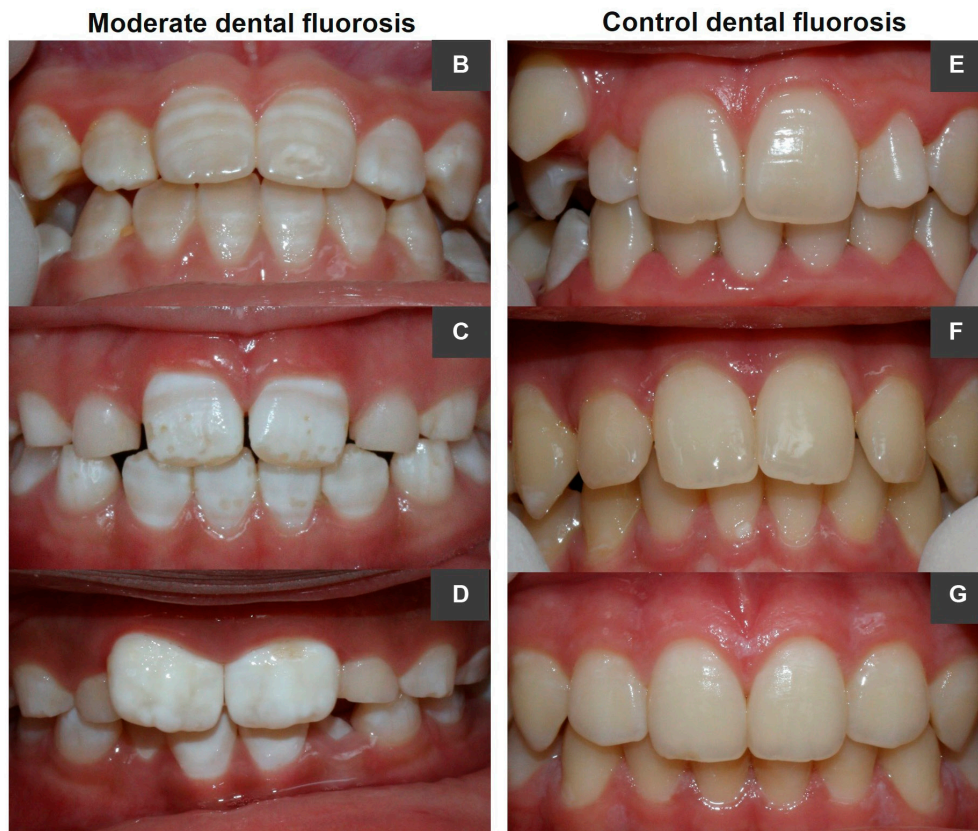 Moderate dental fluorosis
Control dental fluorosis
B
E
C
F
D
G